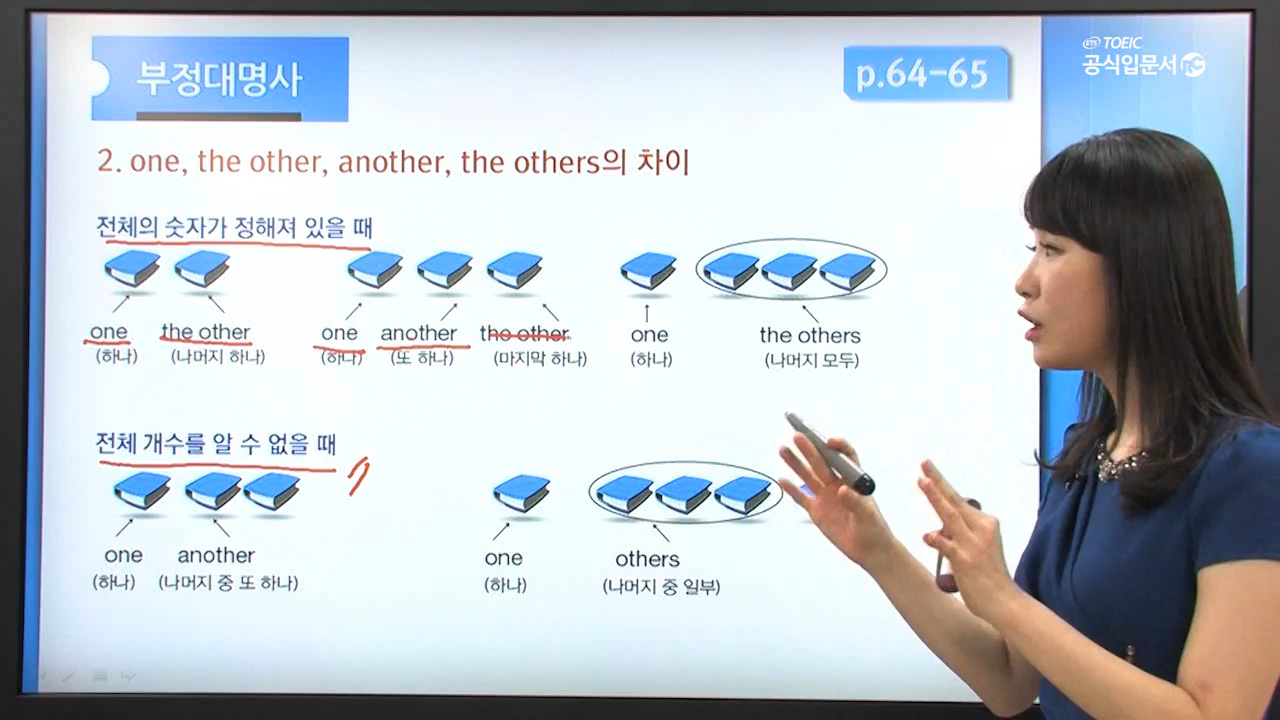 부정대명사
p.64-65
ETS TOEIC
공식입문서 RC
2. one, the other, another, the others의 차이
전체의 숫자가 정해져 있을 때
one the other one another the other one the others
(하나) (나머지 하나) (하나) (또 하나) (마지막 하나) (하나) (나머지 모두)
전체 개수를 알 수 없을 때
one another one others
(하나) (나머지 중 또 하나) (하나) (나머지 중 일부)